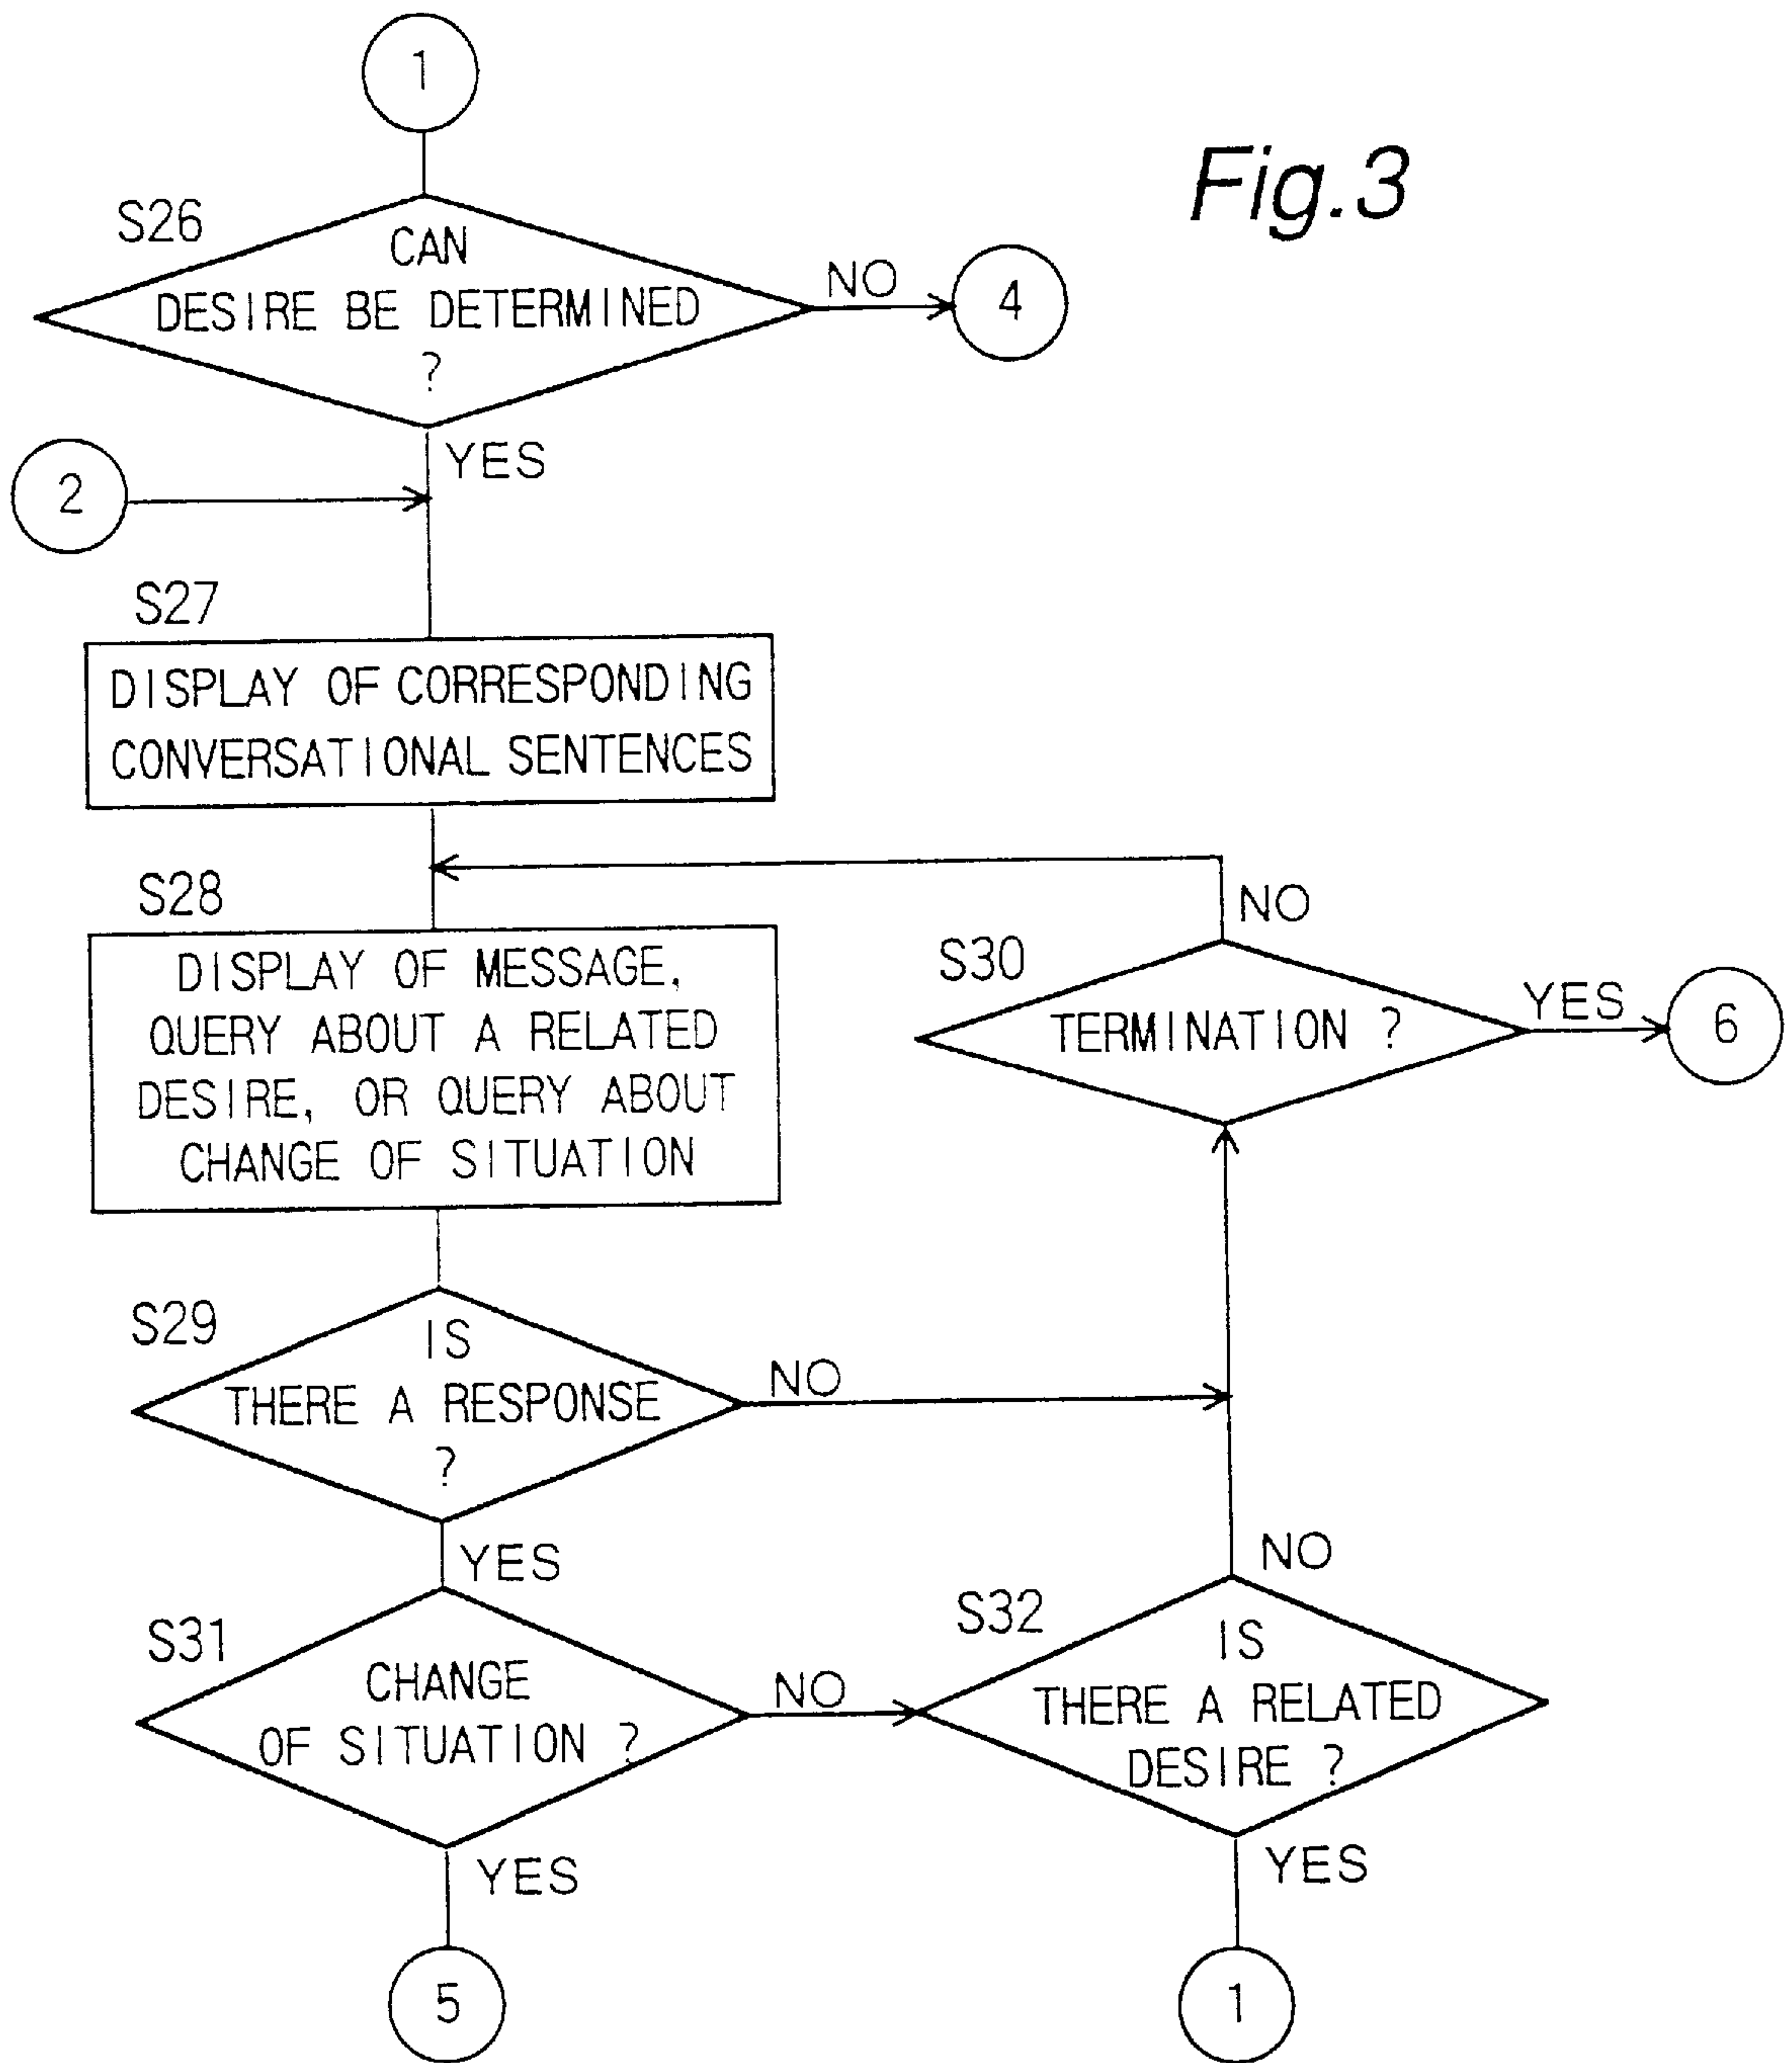 1
Fig.3
S26
CAN
DESIRE BE DETERMINED
?
NO
4
YES
2
S27
DISPLAY OF CORRESPONDING
CONVERSATIONAL SENTENCES
S28
DISPLAY OF MESSAGE,
QUERY ABOUT A RELATED
DESIRE, OR QUERY ABOUT
CHANGE OF SITUATION
NO
S30
TERMINATION ?
YES
6
S29
IS
THERE A RESPONSE
?
NO
YES
S31
CHANGE
OF SITUATION ?
NO
YES
5
NO
S32
IS
THERE A RELATED
DESIRE ?
YES
1